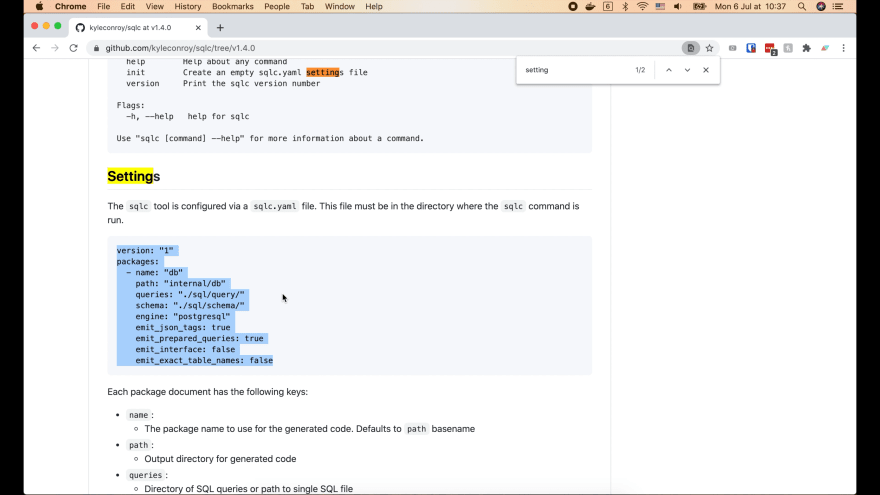 Chrome File Edit View History Bookmarks People Tab Window Help 6 Mon 6 Jul at 10:37
kyleconroy/sqlc at v1.4.0
github.com/kyleconroy/sqlc/tree/v1.4.0 2
setting 1/2
help Help about any command
init Create an empty sqlc.yaml settings file
version Print the sqlc version number
Flags:
-h, --help help for sqlc
Use "sqlc [command] --help" for more information about a command.
Settings
The sqlc tool is configured via a sqlc.yaml file. This file must be in the directory where the sqlc command is
run.
version: "1"
packages:
- name: "db"
path: "internal/db"
queries: "./sql/query/"
schema: "./sql/schema/"
engine: "postgresql"
emit_json_tags: true
emit_prepared_queries: true
emit_interface: false
emit_exact_table_names: false
Each package document has the following keys:
• name :
◦ The package name to use for the generated code. Defaults to path basename
• path :
◦ Output directory for generated code
• queries :
◦ Directory of SQL queries or path to single SQL file